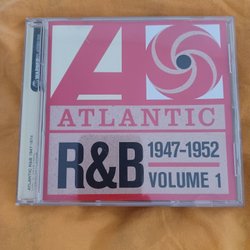 ATLANTIC
R&B
1947-1952
VOLUME 1
ATLANTIC R&B 1947-1974